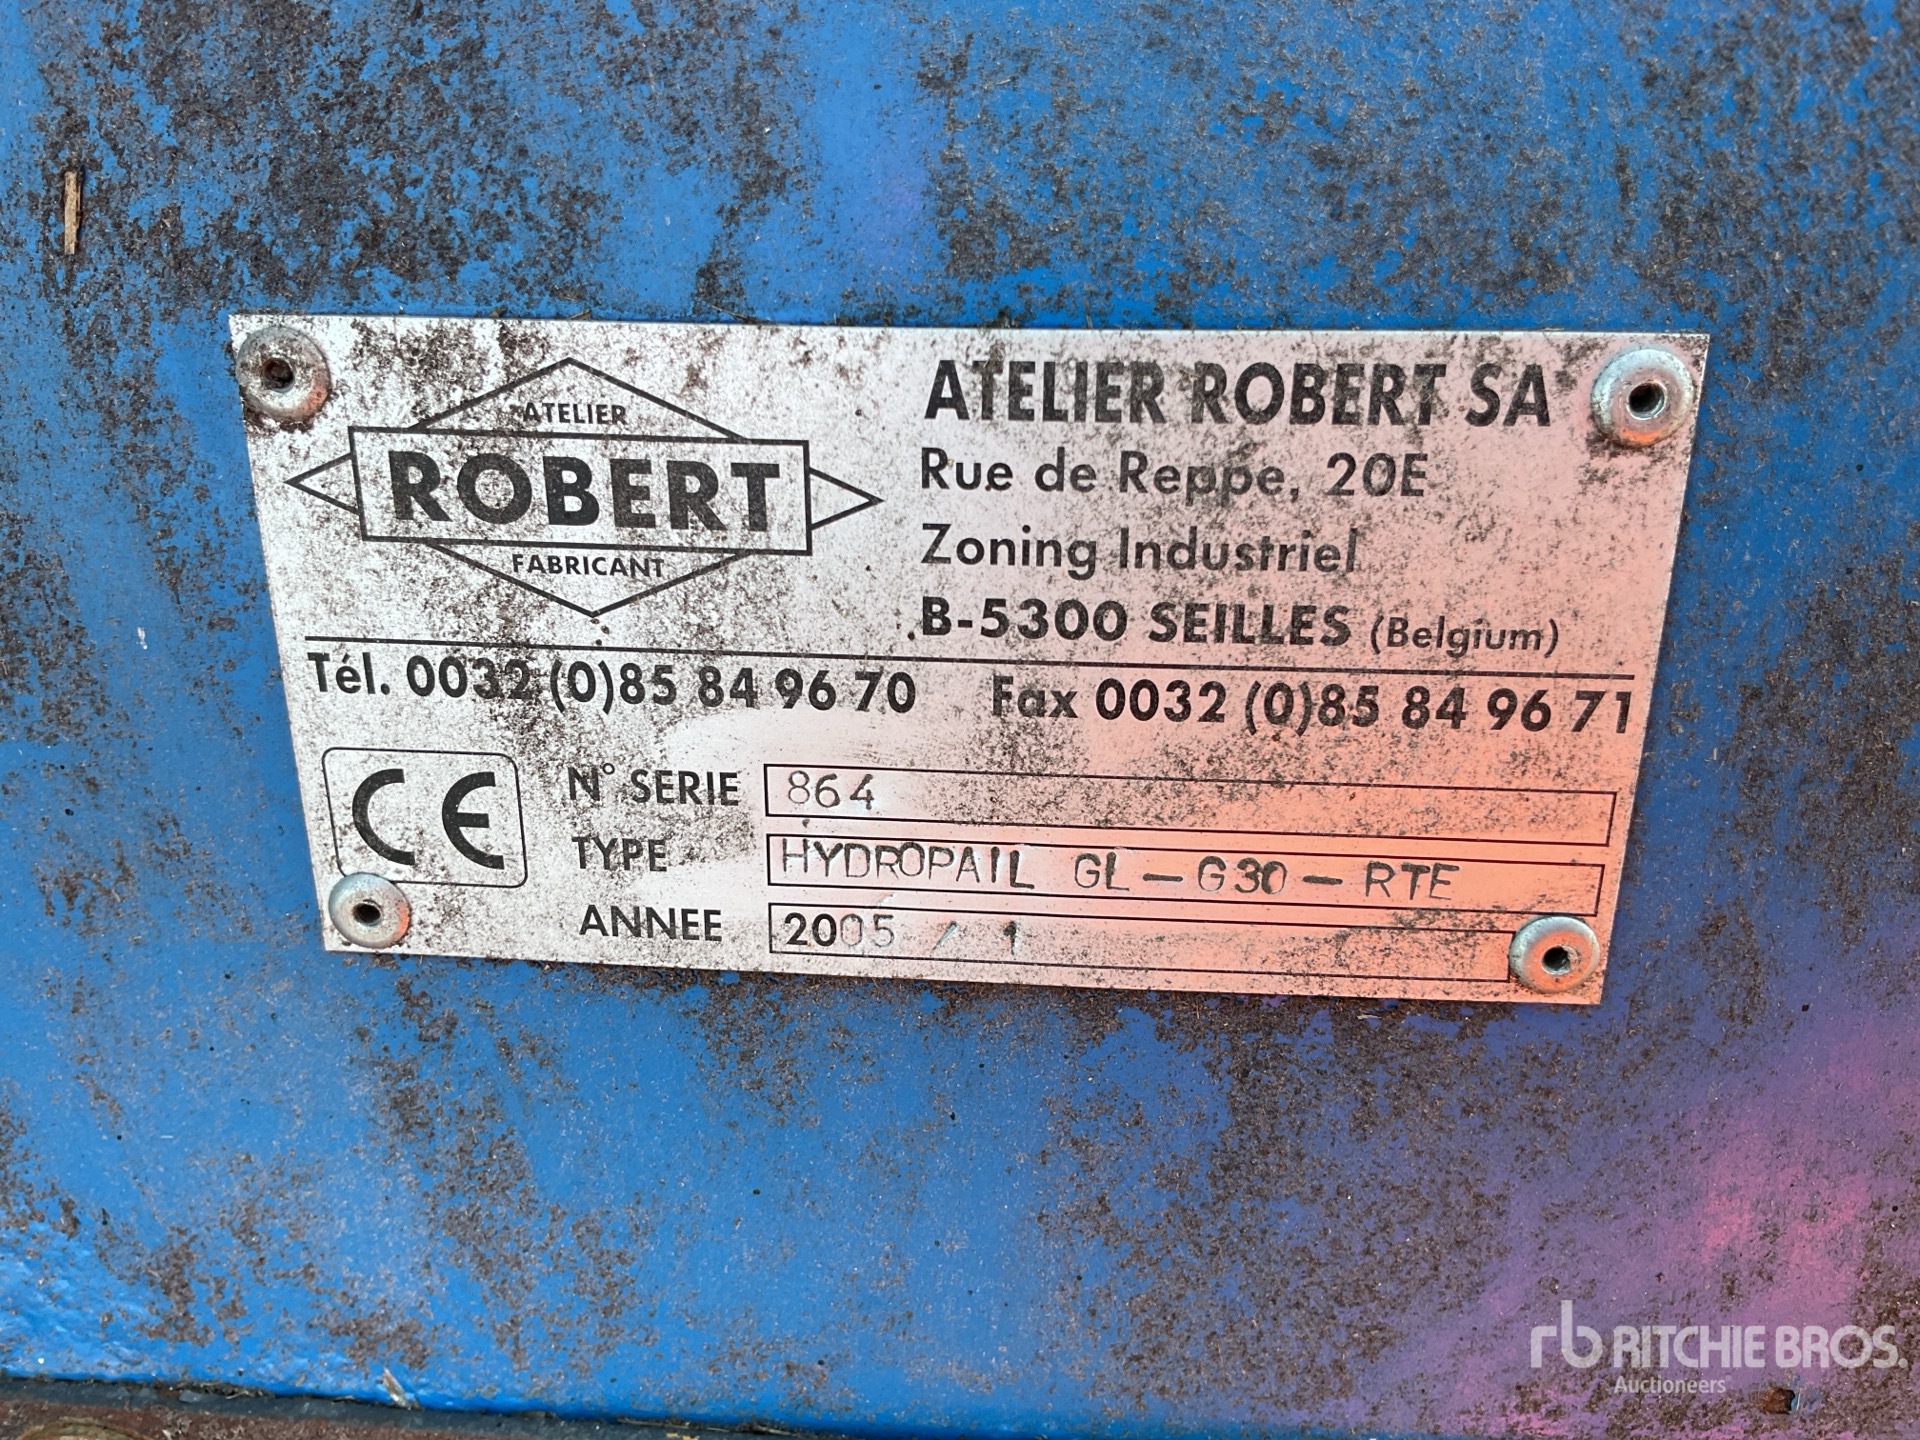 ATELIER
ROBERT
FABRICANT
ATELIER ROBERT SA
Rue de Reppe, 20E
Zoning Industriel
B-5300 SEILLES (Belgium)
Tél. 0032 (0)85 84 96 70 Fax 0032 (0)85 84 96 71
CE
N° SERIE 864
TYPE HYDROPAIL GL-G30-RTE
ANNEE 2005 / 1
rb RITCHIE BROS.
Auctioneers